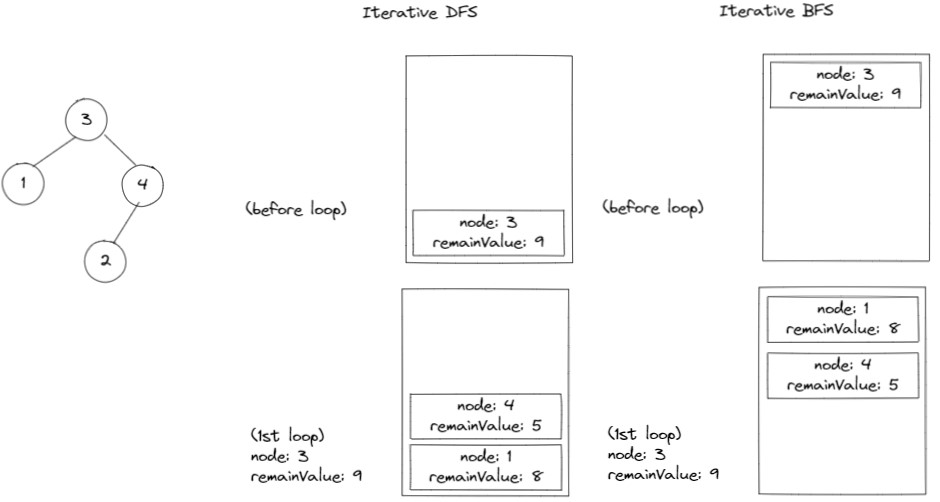 Iterative DFS
Iterative BFS
3
1
4
2
(before loop)
node: 3
remainValue: 9
(before loop)
node: 3
remainValue: 9
(1st loop)
node: 3
remainValue: 9
node: 4
remainValue: 5
node: 1
remainValue: 8
(1st loop)
node: 3
remainValue: 9
node: 1
remainValue: 8
node: 4
remainValue: 5